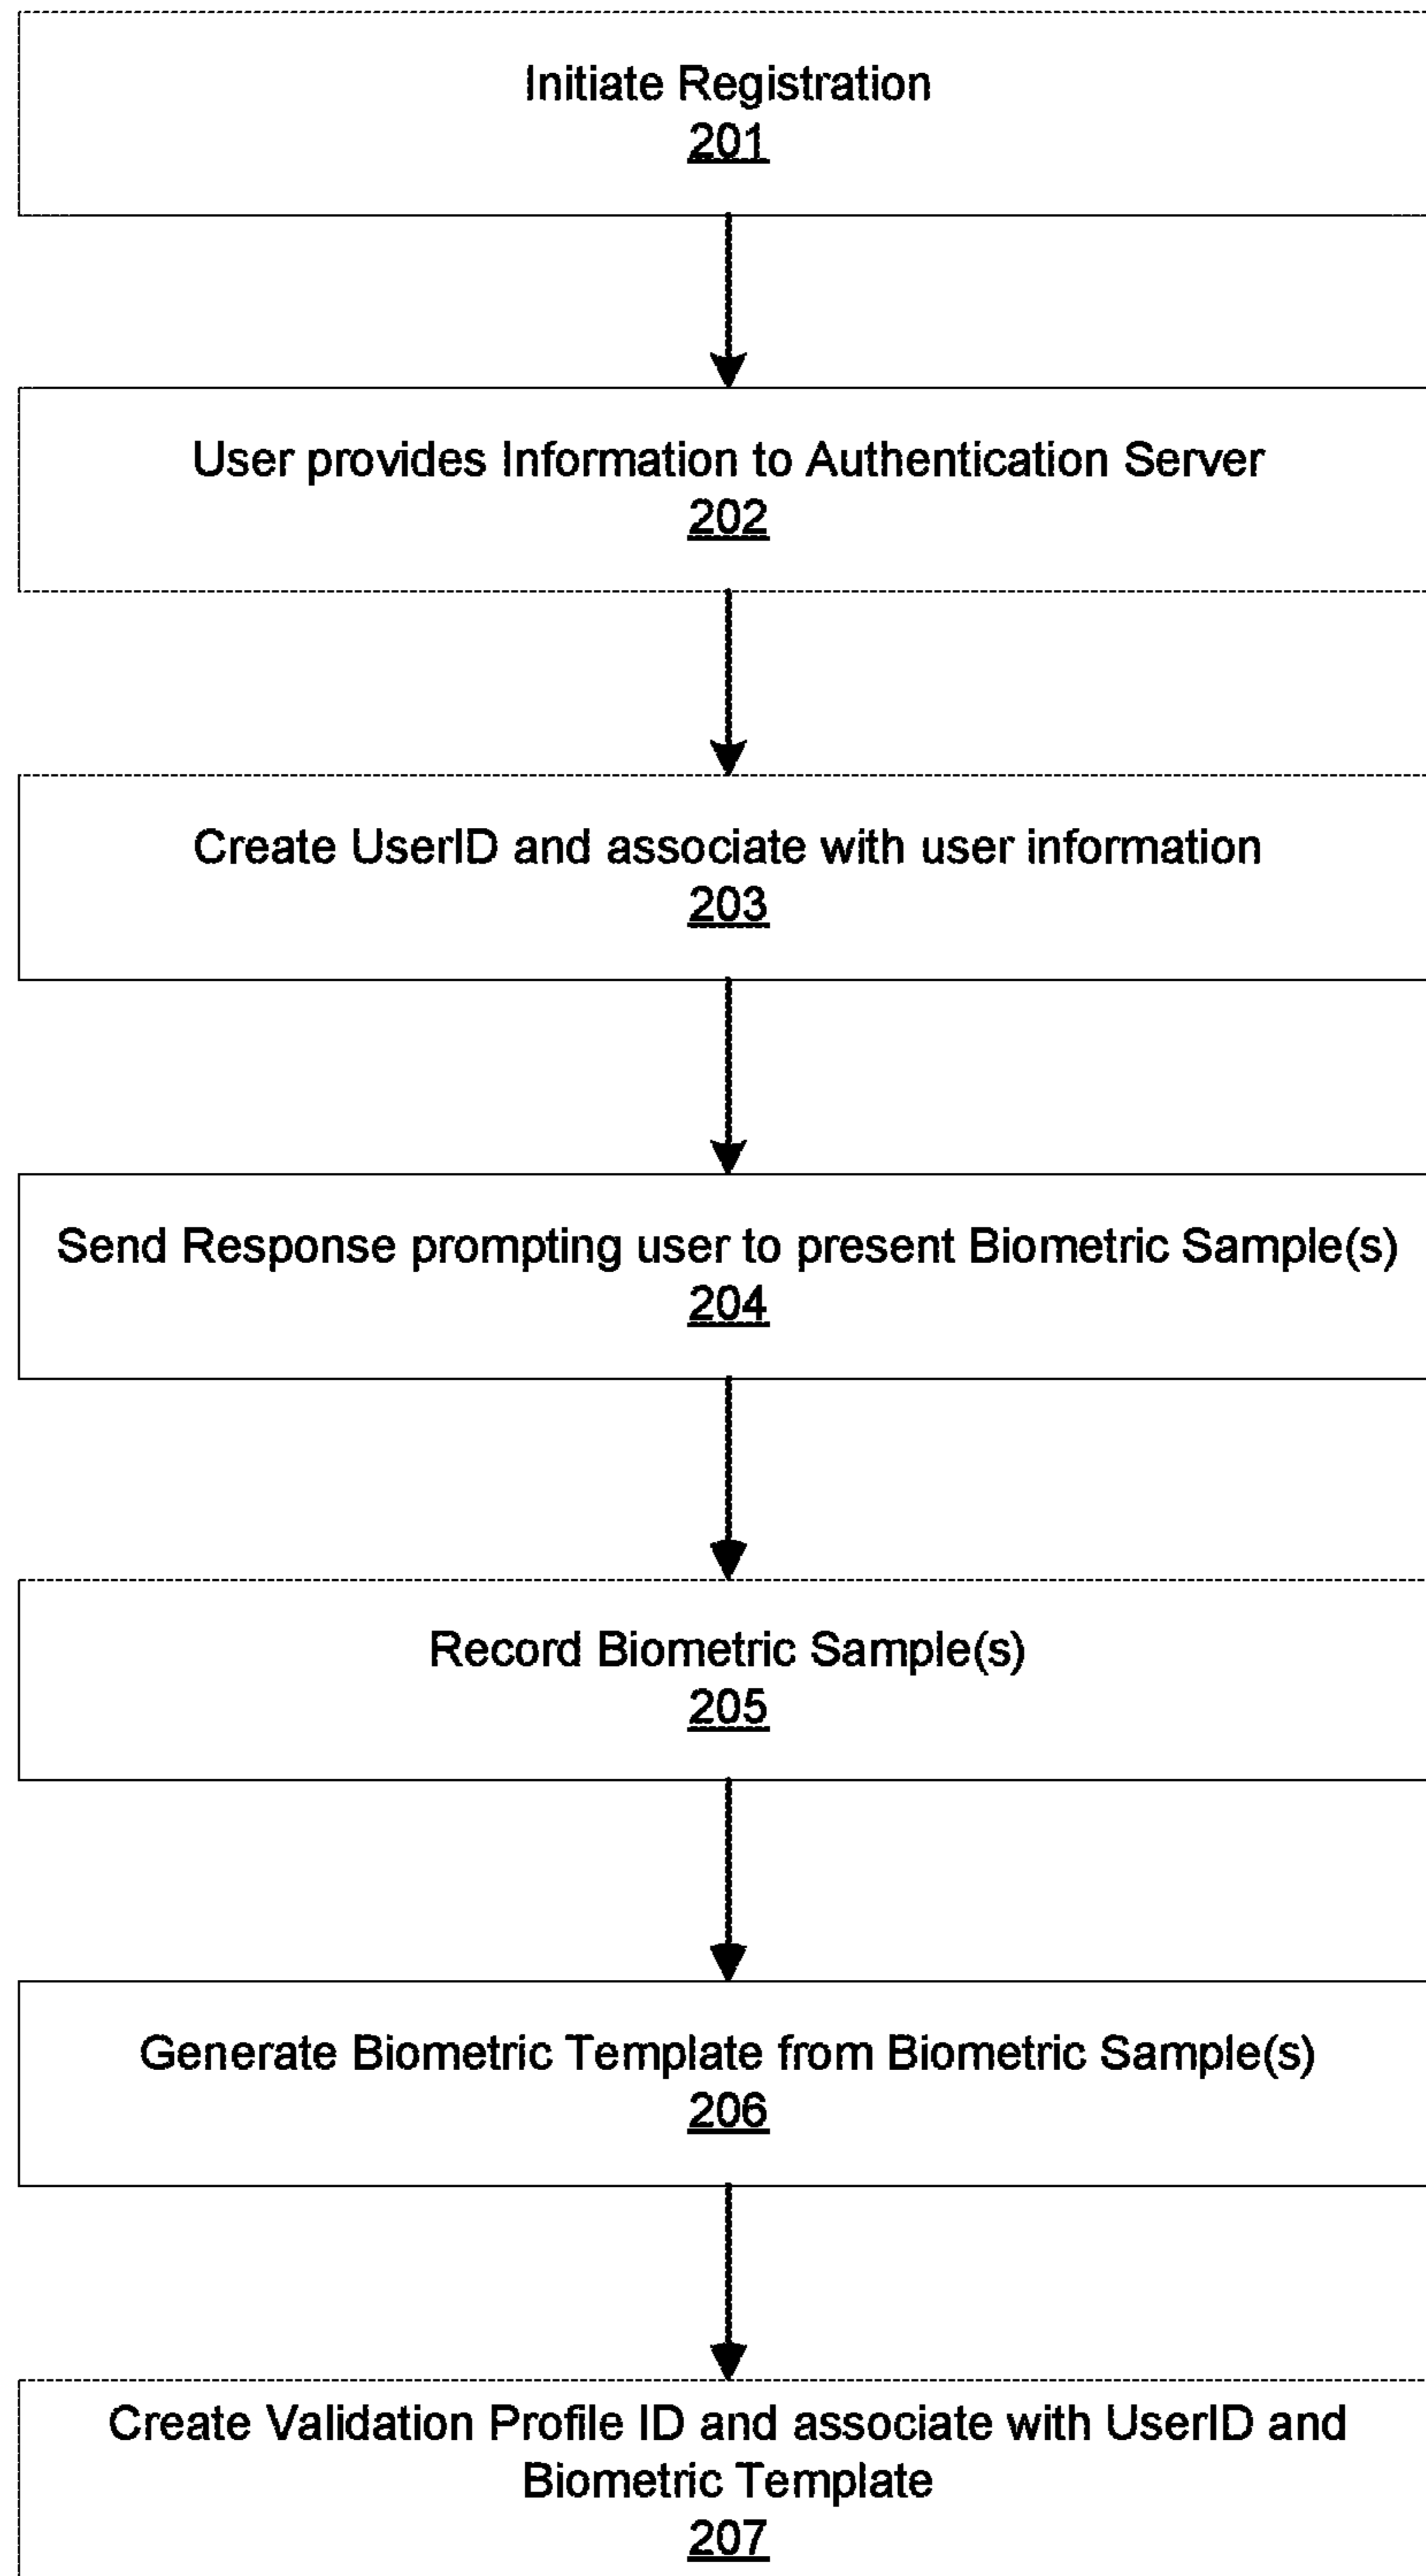 Initiate Registration
201
User provides Information to Authentication Server
202
Create UserID and associate with user information
203
Send Response prompting user to present Biometric Sample(s)
204
Record Biometric Sample(s)
205
Generate Biometric Template from Biometric Sample(s)
206
Create Validation Profile ID and associate with UserID and
Biometric Template
207